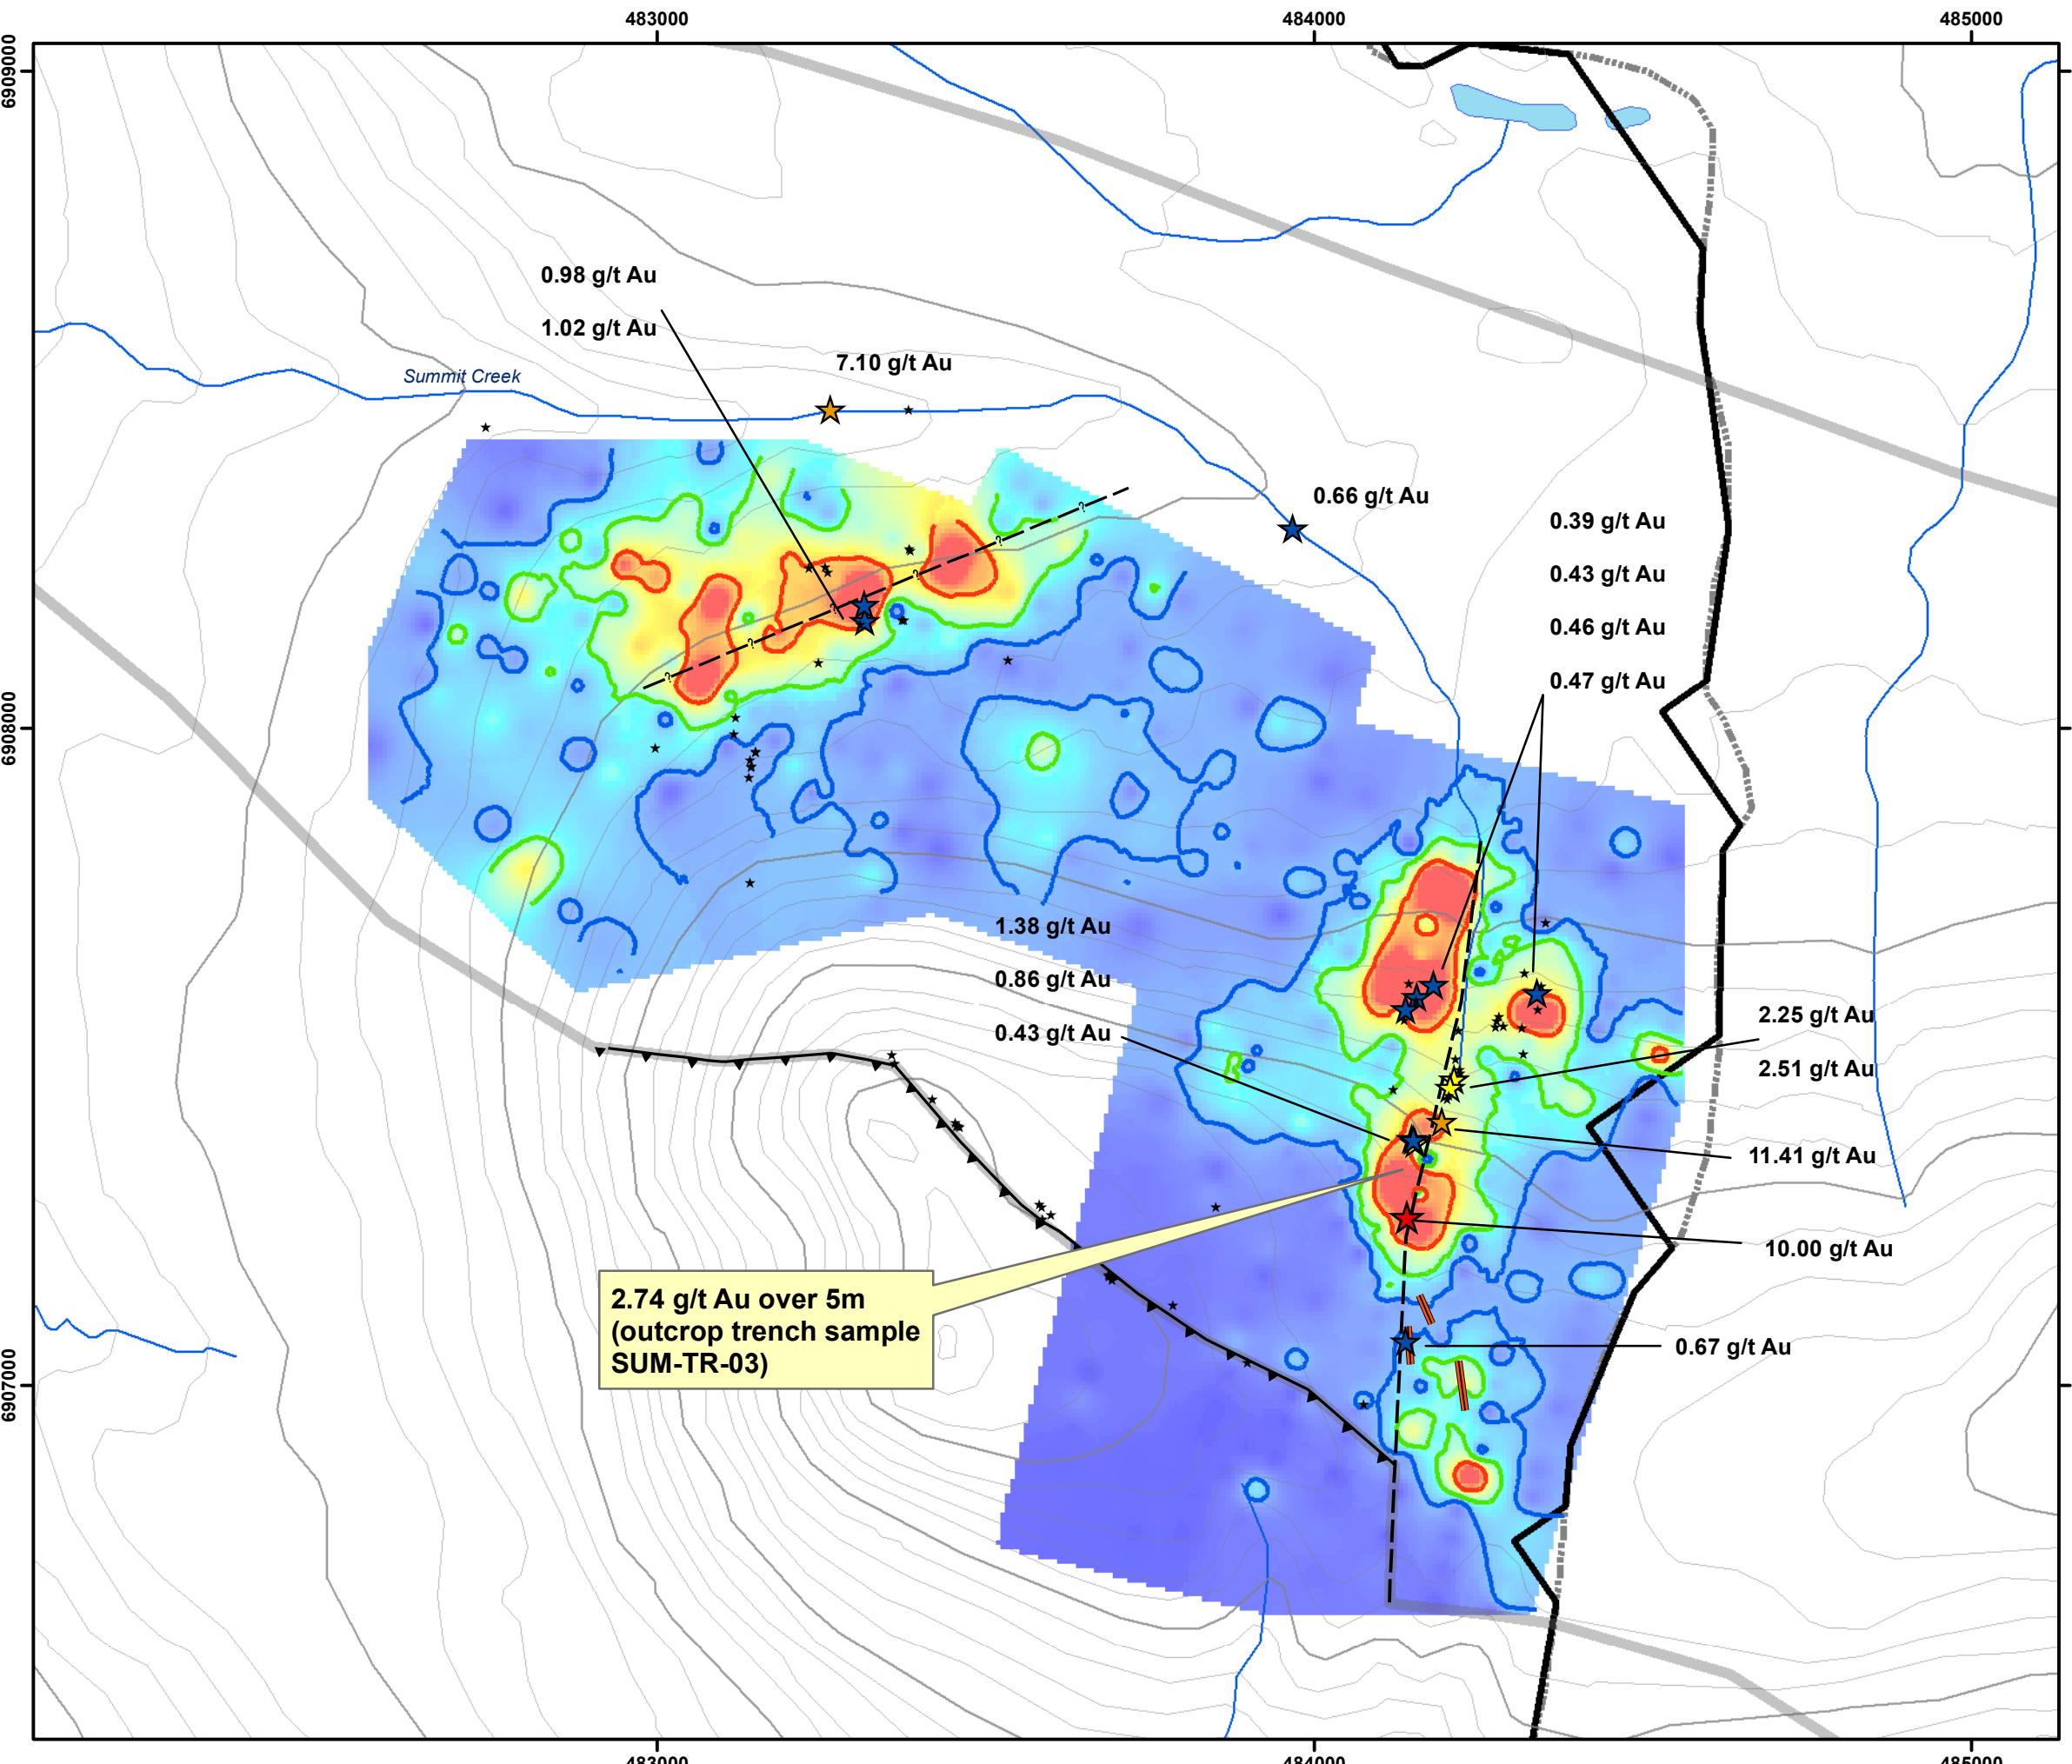 483000
484000
485000
6909000
0.98 g/t Au
1.02 g/t Au
7.10 g/t Au
Summit Creek
0.66 g/t Au
0.39 g/t Au
0.43 g/t Au
0.46 g/t Au
0.47 g/t Au
?
?
?
?
?
?
6908000
1.38 g/t Au
0.86 g/t Au
0.43 g/t Au
2.25 g/t Au
2.51 g/t Au
11.41 g/t Au
10.00 g/t Au
2.74 g/t Au over 5m
(outcrop trench sample
SUM-TR-03)
0.67 g/t Au
6907000
483000
484000
485000